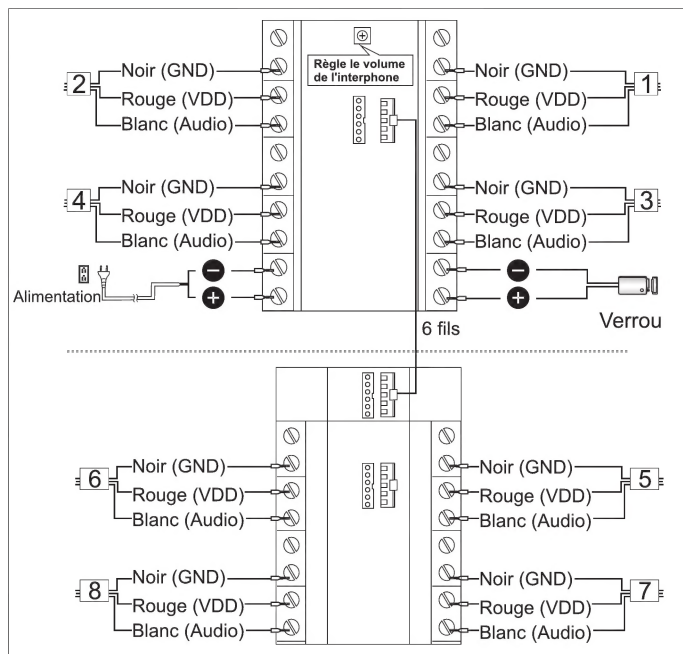 Règle le volume
de l'interphone
2
Noir (GND)
Rouge (VDD)
Blanc (Audio)
1
Noir (GND)
Rouge (VDD)
Blanc (Audio)
4
Noir (GND)
Rouge (VDD)
Blanc (Audio)
3
Noir (GND)
Rouge (VDD)
Blanc (Audio)
Alimentation
−
+
−
+
Verrou
6 fils
6
Noir (GND)
Rouge (VDD)
Blanc (Audio)
5
Noir (GND)
Rouge (VDD)
Blanc (Audio)
8
Noir (GND)
Rouge (VDD)
Blanc (Audio)
7
Noir (GND)
Rouge (VDD)
Blanc (Audio)